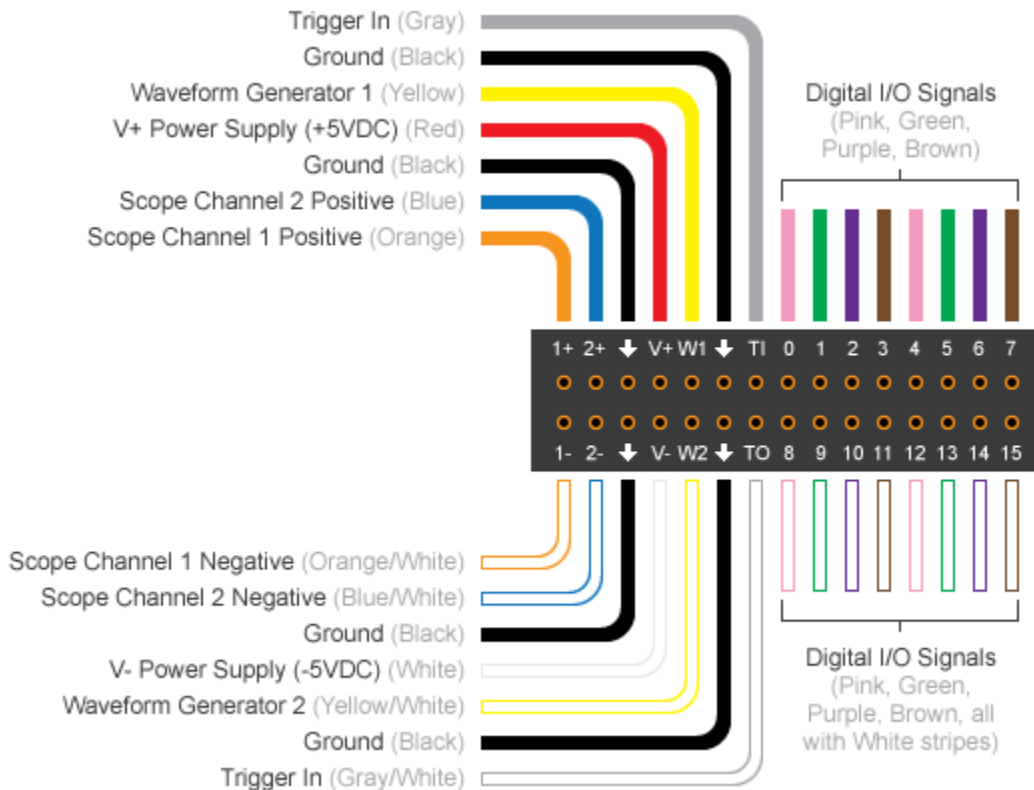 Trigger In (Gray)
Ground (Black)
Waveform Generator 1 (Yellow)
V+ Power Supply (+5VDC) (Red)
Ground (Black)
Scope Channel 2 Positive (Blue)
Scope Channel 1 Positive (Orange)
Digital I/O Signals
(Pink, Green,
Purple, Brown)
1+ 2+ V+ W1 TI 0 1 2 3 4 5 6 7
1- 2- V- W2 TO 8 9 10 11 12 13 14 15
Scope Channel 1 Negative (Orange/White)
Scope Channel 2 Negative (Blue/White)
Ground (Black)
V- Power Supply (-5VDC) (White)
Waveform Generator 2 (Yellow/White)
Ground (Black)
Trigger In (Gray/White)
Digital I/O Signals
(Pink, Green,
Purple, Brown, all
with White stripes)